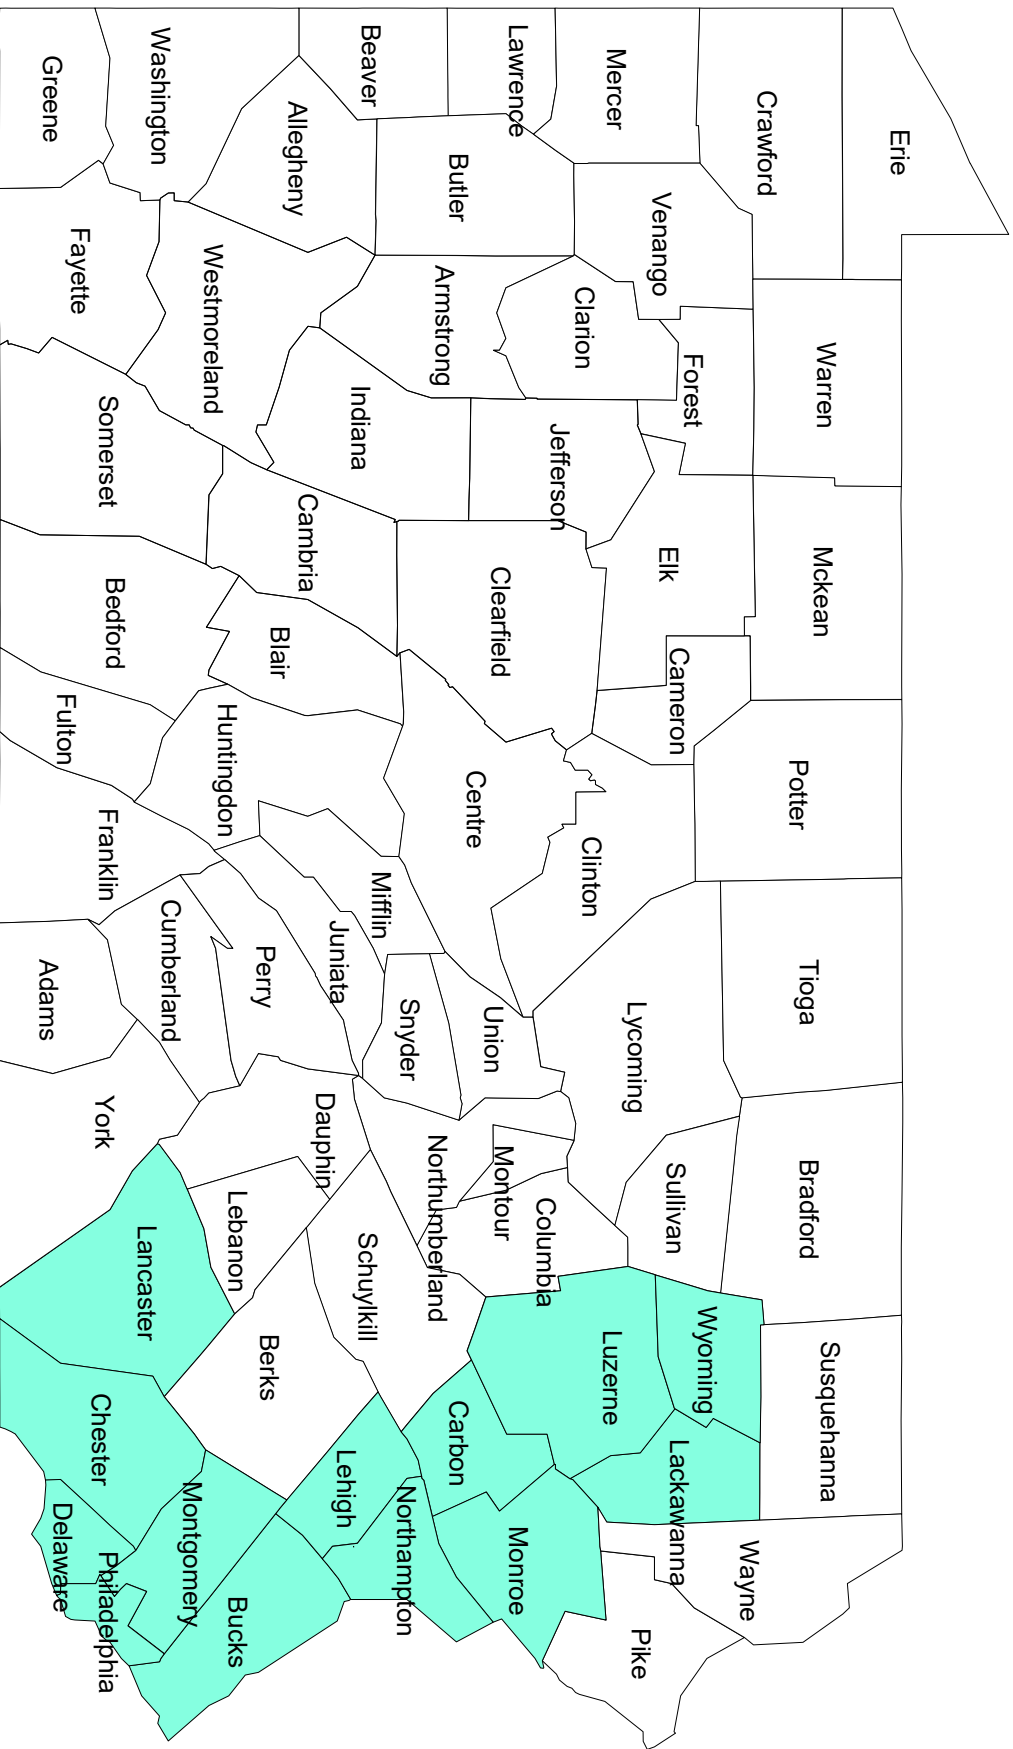 Erie
Crawford
Mercer
Lawrence
Beaver
Washington
Greene
Allegheny
Butler
Venango
Warren
Forest
Clarion
Armstrong
Westmoreland
Fayette
Indiana
Jefferson
Somerset
Cambria
Elk
Mckean
Clearfield
Bedford
Blair
Cameron
Fulton
Huntingdon
Centre
Potter
Clinton
Franklin
Mifflin
Juniata
Cumberland
Perry
Adams
Snyder
Union
Lycoming
Tioga
York
Dauphin
Northumberland
Montour
Columbia
Sullivan
Bradford
Lebanon
Lancaster
Schuylkill
Berks
Luzerne
Wyoming
Susquehanna
Chester
Carbon
Lackawanna
Lehigh
Northampton
Monroe
Wayne
Montgomery
Delaware
Philadelphia
Bucks
Pike